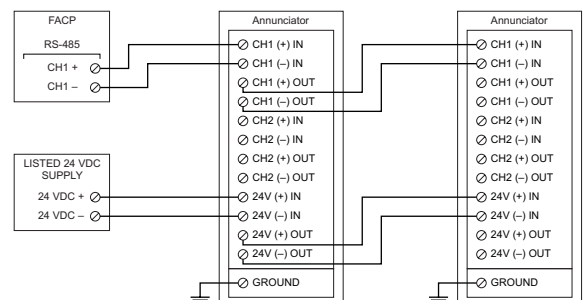 FACP
RS-485
CH1 +
CH1 –
LISTED 24 VDC
SUPPLY
24 VDC +
24 VDC –
Annunciator
CH1 (+) IN
CH1 (–) IN
CH1 (+) OUT
CH1 (–) OUT
CH2 (+) IN
CH2 (–) IN
CH2 (+) OUT
CH2 (–) OUT
24V (+) IN
24V (–) IN
24V (+) OUT
24V (–) OUT
GROUND
Annunciator
CH1 (+) IN
CH1 (–) IN
CH1 (+) OUT
CH1 (–) OUT
CH2 (+) IN
CH2 (–) IN
CH2 (+) OUT
CH2 (–) OUT
24V (+) IN
24V (–) IN
24V (+) OUT
24V (–) OUT
GROUND